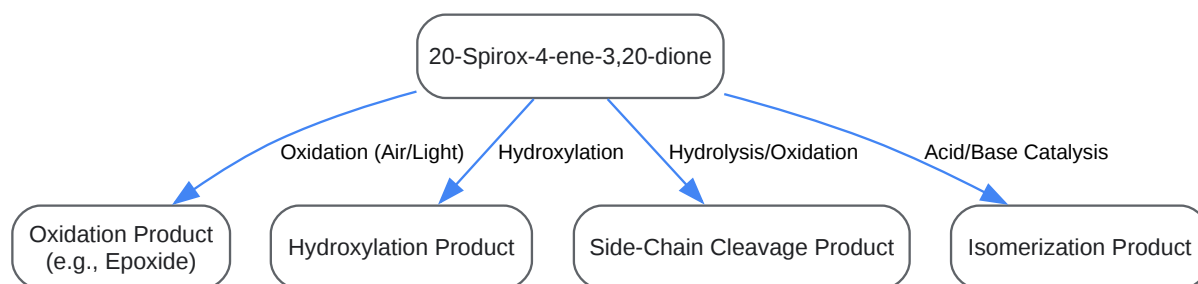 20-Spirox-4-ene-3,20-dione
Oxidation (Air/Light)
Hydroxylation
Hydrolysis/Oxidation
Acid/Base Catalysis
Oxidation Product
(e.g., Epoxide)
Hydroxylation Product
Side-Chain Cleavage Product
Isomerization Product